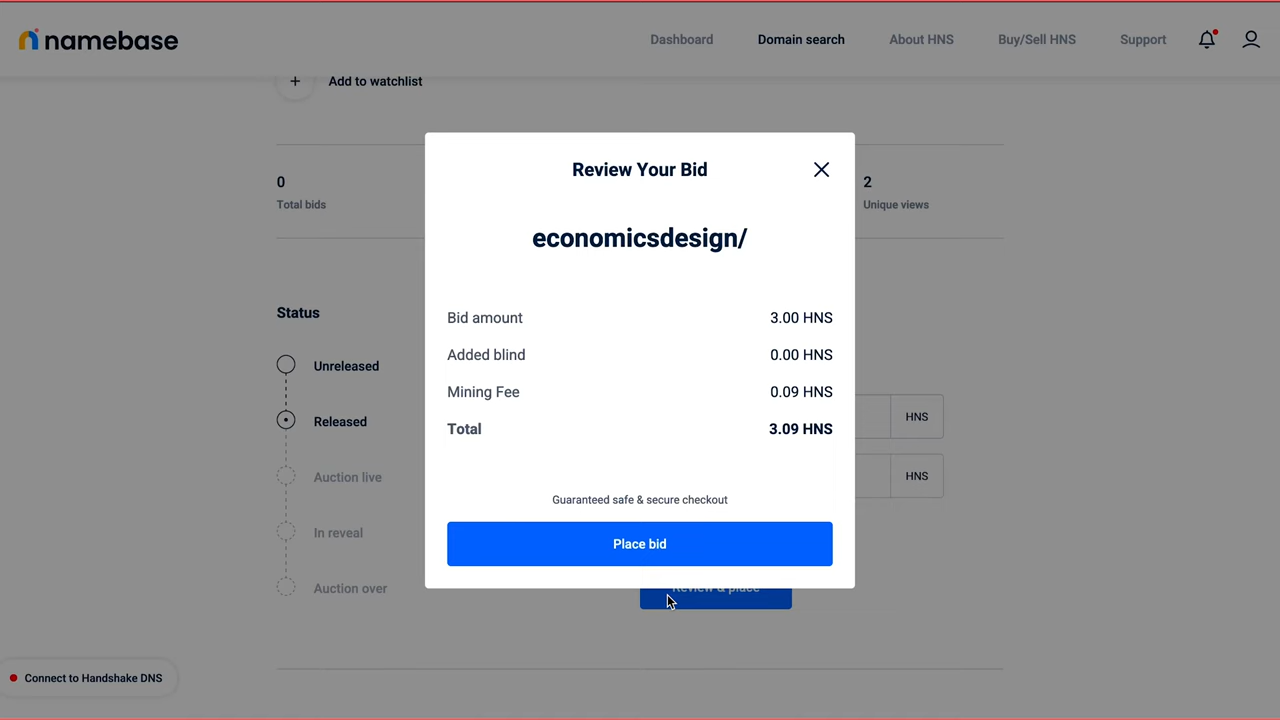 namebase
Dashboard
Domain search
About HNS
Buy/Sell HNS
Support
+ Add to watchlist
0
Total bids
2
Unique views
Review Your Bid
economicsdesign/
Bid amount 3.00 HNS
Added blind 0.00 HNS
Mining Fee 0.09 HNS
Total 3.09 HNS
Guaranteed safe & secure checkout
Place bid
Status
Unreleased
Released
Auction live
In reveal
Auction over
HNS
HNS
Review & place
Connect to Handshake DNS